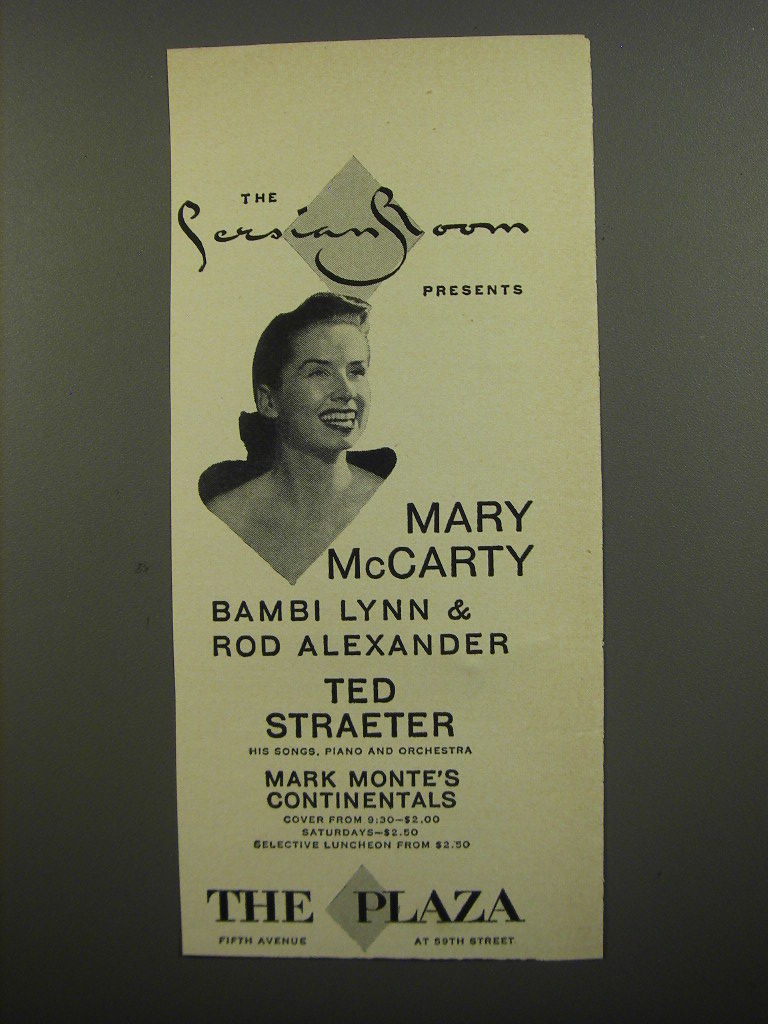 THE
Persian Room
PRESENTS
MARY
McCARTY
BAMBI LYNN &
ROD ALEXANDER
TED
STRAETER
HIS SONGS, PIANO AND ORCHESTRA
MARK MONTE'S
CONTINENTALS
COVER FROM 9:30—$2.00
SATURDAYS—$2.50
SELECTIVE LUNCHEON FROM $2.50
THE PLAZA
FIFTH AVENUE AT 59TH STREET